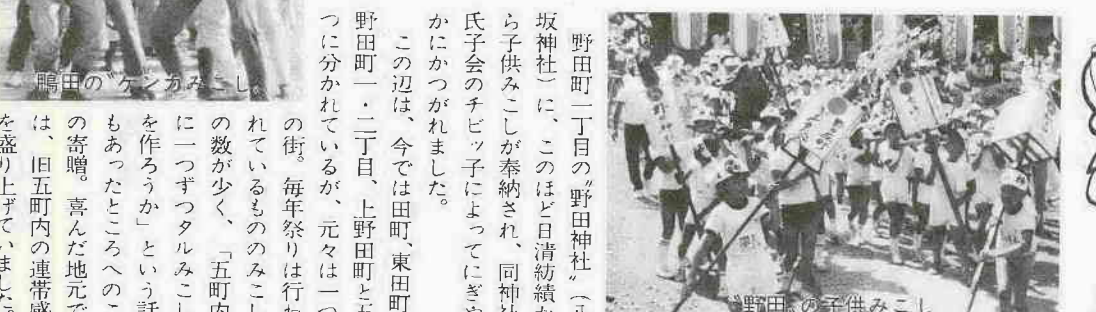 野田町一丁目の〝野田神社〟(八
坂神社)に、このほど日清紡績か
ら子供みこしが奉納され、同神社
氏子会のチビッ子によってにぎや
かにかつがれました。
この辺は、今では田町、東田町
野田町一・二丁目、上野田町と五
つに分かれているが、元々は一つ
の街。毎年祭りは行わ
れているもののみこし
の数が少く、「五町内
に一つずつタルみこし
を作ろうか」という話
もあったところへのこ
の寄贈。喜んだ地元で
は、旧五町内の連帯感
を盛り上げていました。
〝野田〟の子供みこし
鴨田の〝ケンカみこし〟